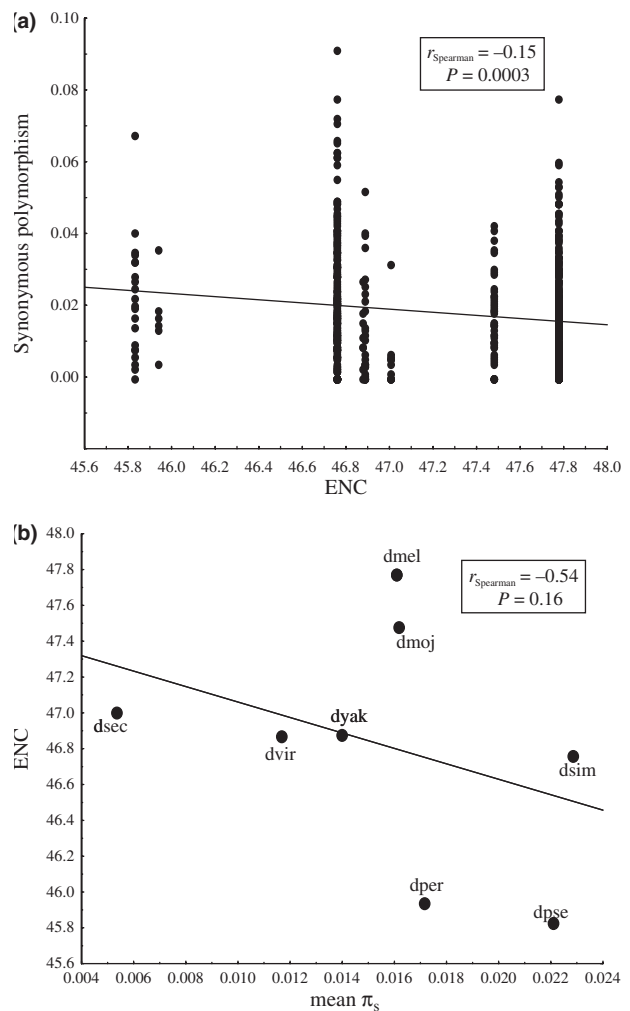 (a)
0.10
0.08
0.06
0.04
0.02
0.00
Synonymous polymorphism
r Spearman = –0.15
P = 0.0003
45.6 45.8 46.0 46.2 46.4 46.6 46.8 47.0 47.2 47.4 47.6 47.8 48.0
ENC
(b)
48.0
47.8
47.6
47.4
47.2
47.0
46.8
46.6
46.4
46.2
46.0
45.8
45.6
ENC
r Spearman = –0.54
P = 0.16
dmel
dmoj
dsec
dyak
dvir
dsim
dper
dpse
0.004 0.006 0.008 0.010 0.012 0.014 0.016 0.018 0.020 0.022 0.024
mean πs